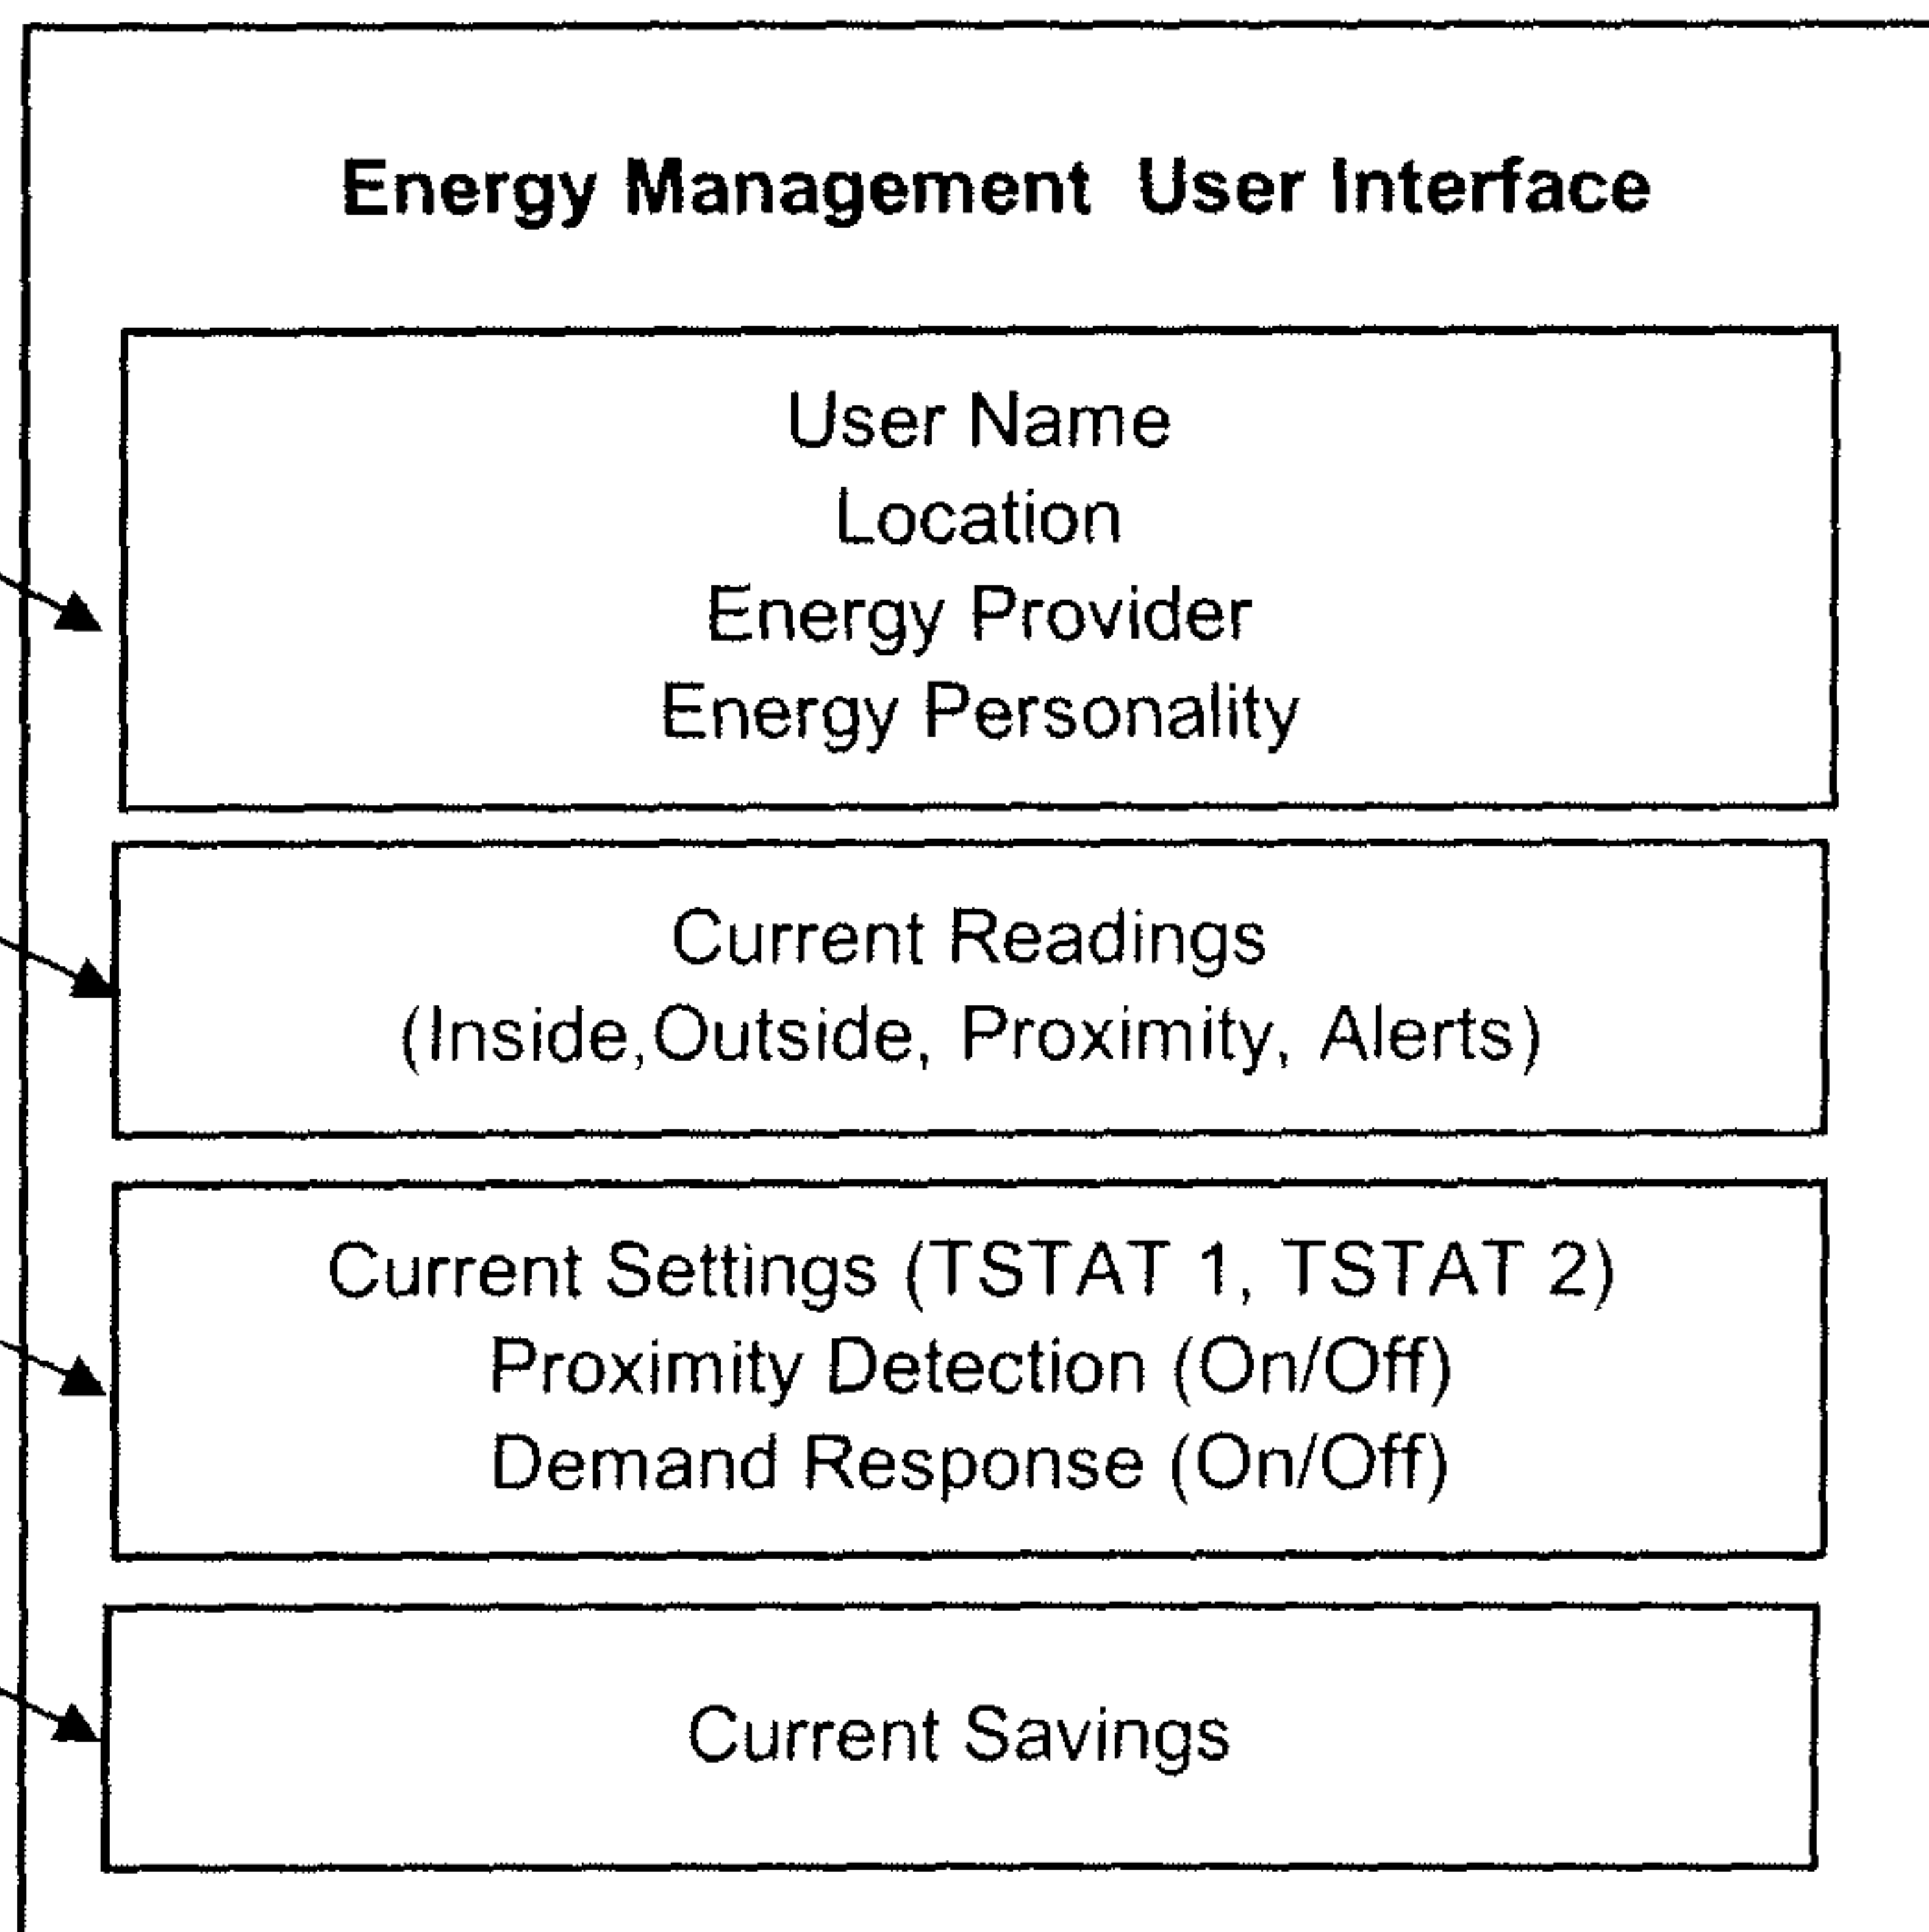 Energy Management User Interface
User Name
Location
Energy Provider
Energy Personality
Current Readings
(Inside,Outside, Proximity, Alerts)
Current Settings (TSTAT 1, TSTAT 2)
Proximity Detection (On/Off)
Demand Response (On/Off)
Current Savings